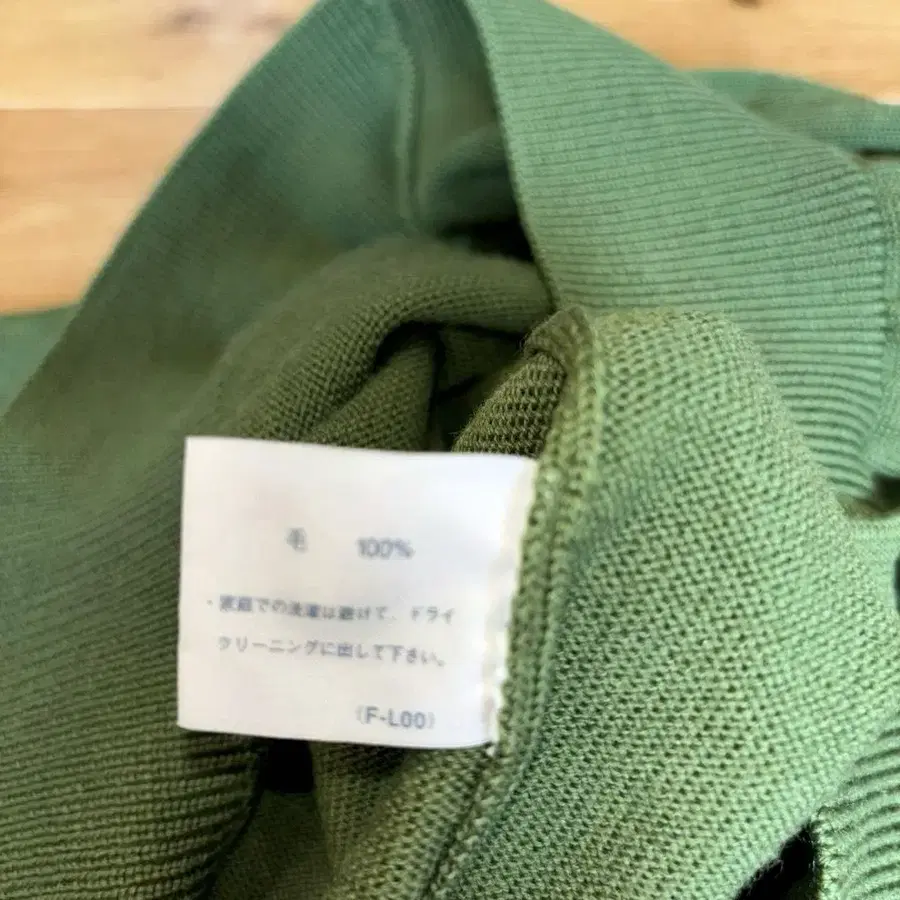 毛 100%
・家庭での洗濯は避けて、ドライ
クリーニングに出して下さい。
(F-L00)